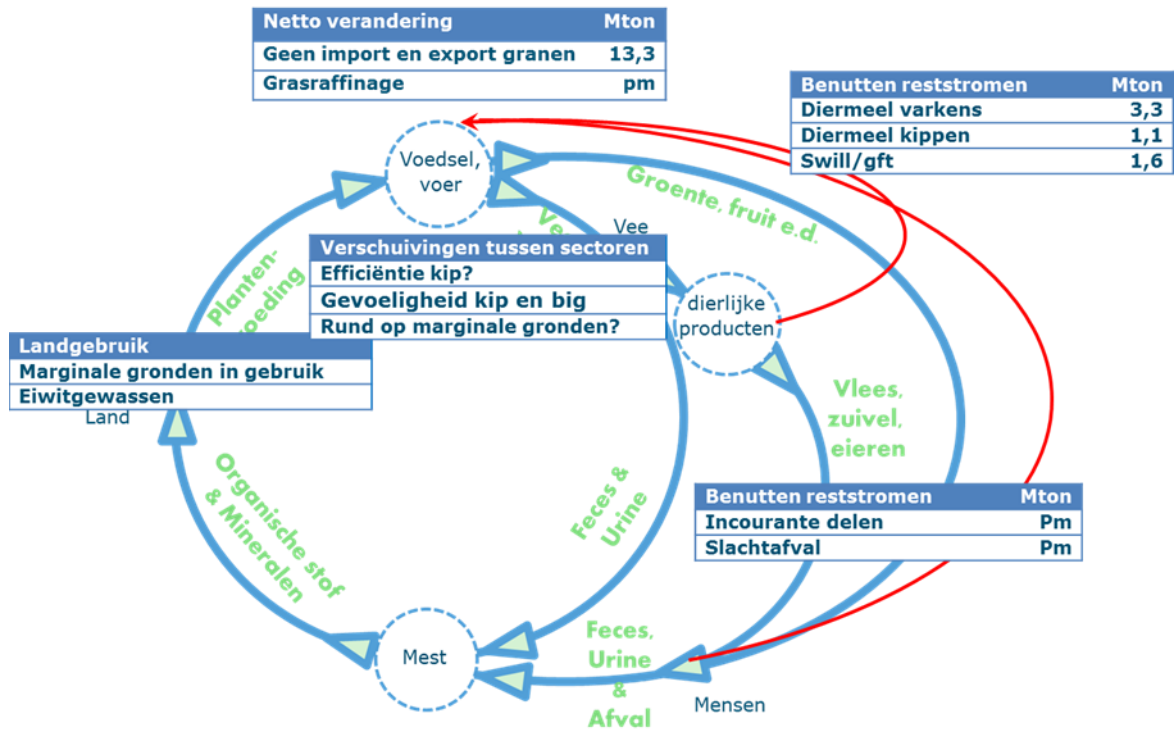 Netto verandering Mton
Geen import en export granen 13,3
Grasraffinage pm
Benutten reststromen Mton
Diermeel varkens 3,3
Diermeel kippen 1,1
Swill/gft 1,6
Voedsel,
voer
Groente, fruit e.d.
Ve
Vee
Verschuivingen tussen sectoren
Efficiëntie kip?
Gevoeligheid kip en big
Rund op marginale gronden?
dierlijke
producten
Planten-
voeding
Landgebruik
Marginale gronden in gebruik
Eiwitgewassen
Land
Vlees,
zuivel,
eieren
Organische stof
& Mineralen
Feces &
Urine
Benutten reststromen Mton
Incourante delen Pm
Slachtafval Pm
Mest
Feces,
Urine
&
Afval
Mensen